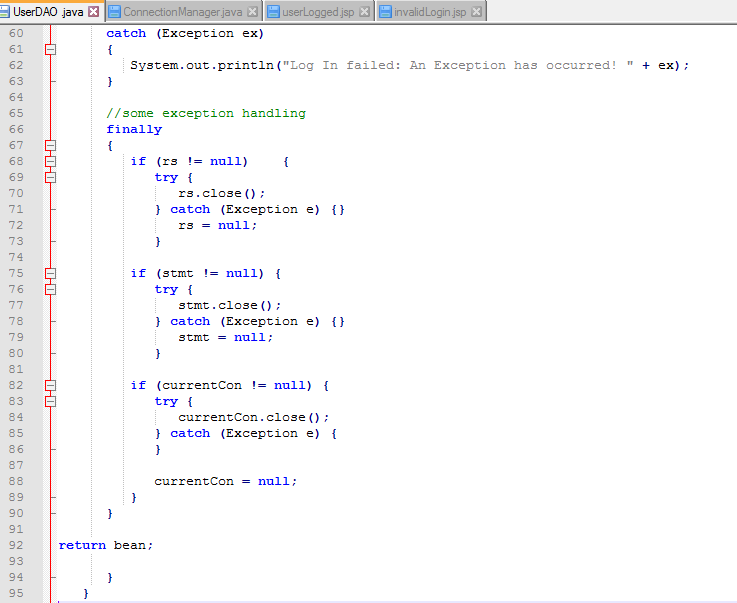 UserDAO .java ConnectionManager.java userLogged.jsp invalidLogin.jsp
60 catch (Exception ex)
61 {
62 System.out.println("Log In failed: An Exception has occurred! " + ex);
63 }
64
65 //some exception handling
66 finally
67 {
68 if (rs != null) {
69 try {
70 rs.close();
71 } catch (Exception e) {}
72 rs = null;
73 }
74
75 if (stmt != null) {
76 try {
77 stmt.close();
78 } catch (Exception e) {}
79 stmt = null;
80 }
81
82 if (currentCon != null) {
83 try {
84 currentCon.close();
85 } catch (Exception e) {
86 }
87
88 currentCon = null;
89 }
90 }
91
92 return bean;
93
94 }
95 }